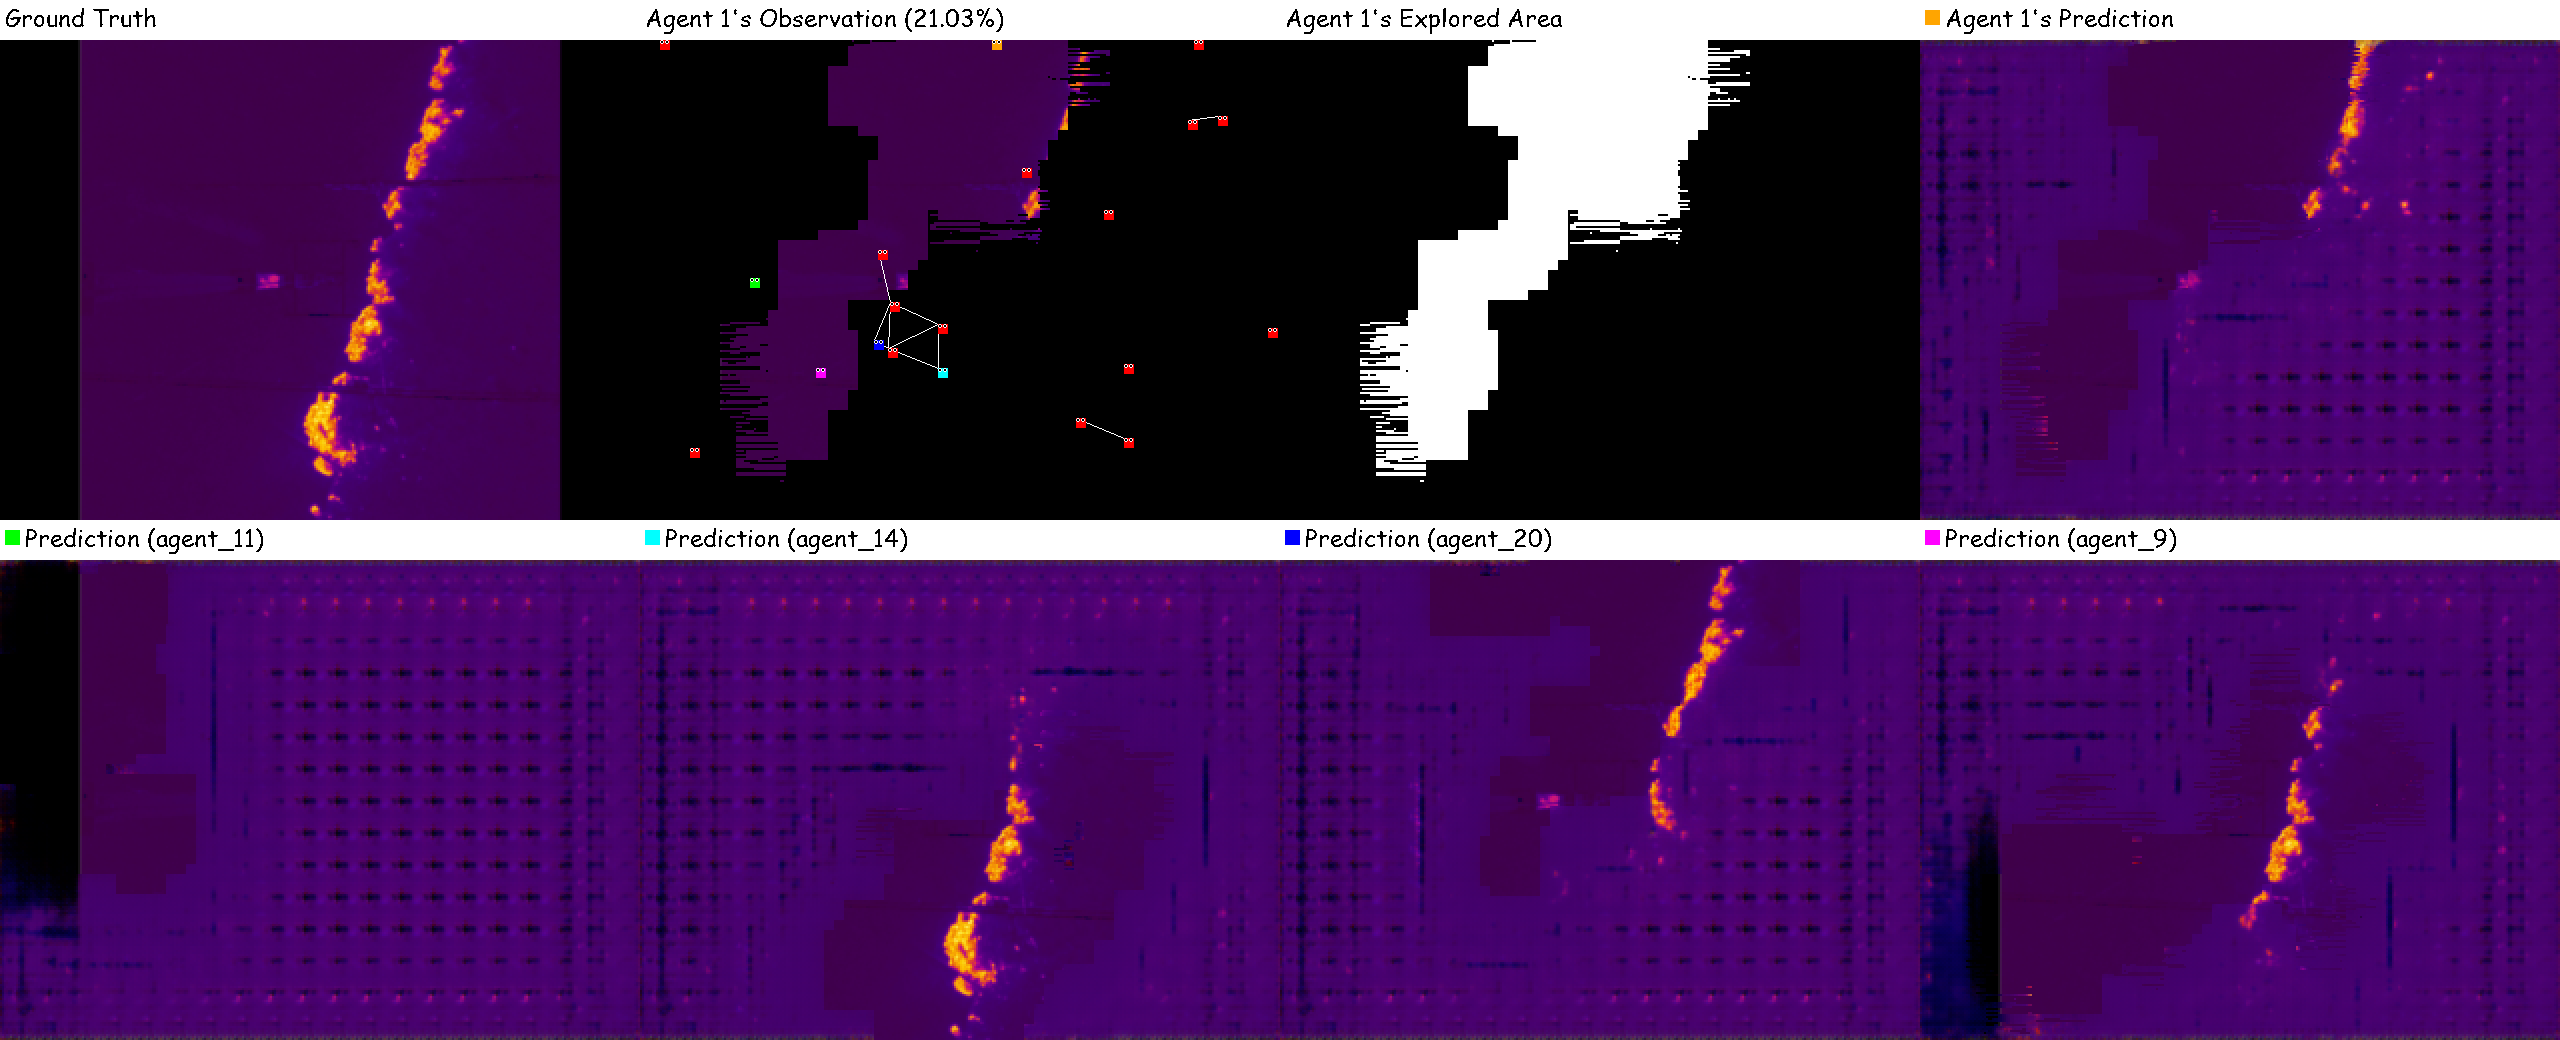 Ground Truth
Agent 1's Observation (21.03%)
Agent 1's Explored Area
Agent 1's Prediction
Prediction (agent_11)
Prediction (agent_14)
Prediction (agent_20)
Prediction (agent_9)